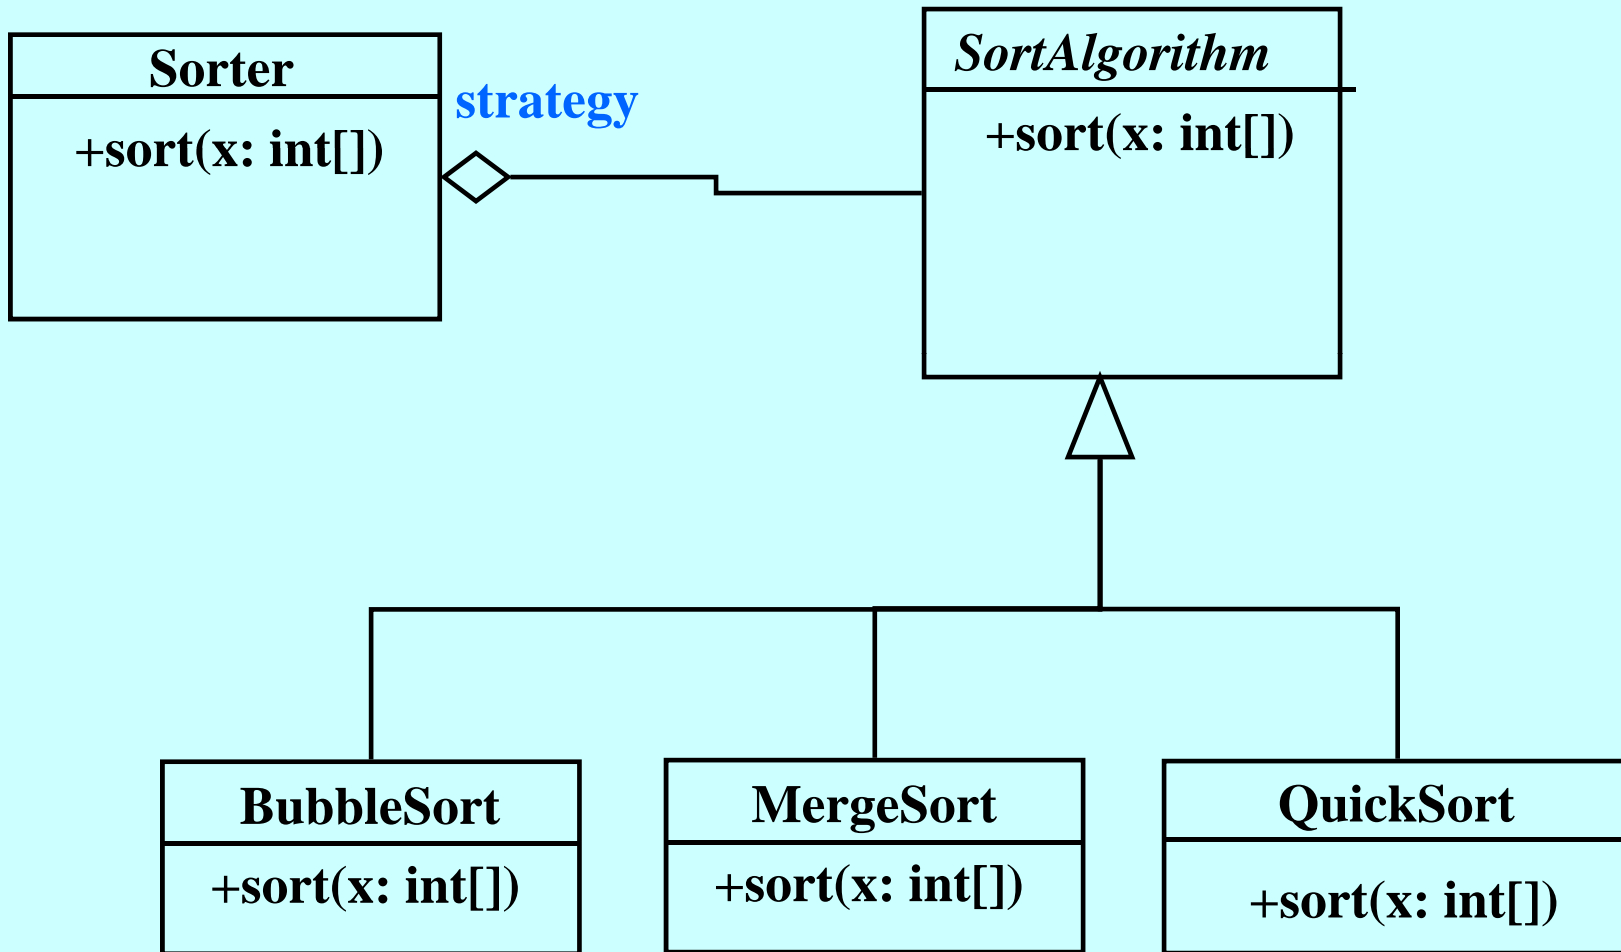 Sorter
+sort(x: int[])
strategy
SortAlgorithm
+sort(x: int[])
BubbleSort
+sort(x: int[])
MergeSort
+sort(x: int[])
QuickSort
+sort(x: int[])